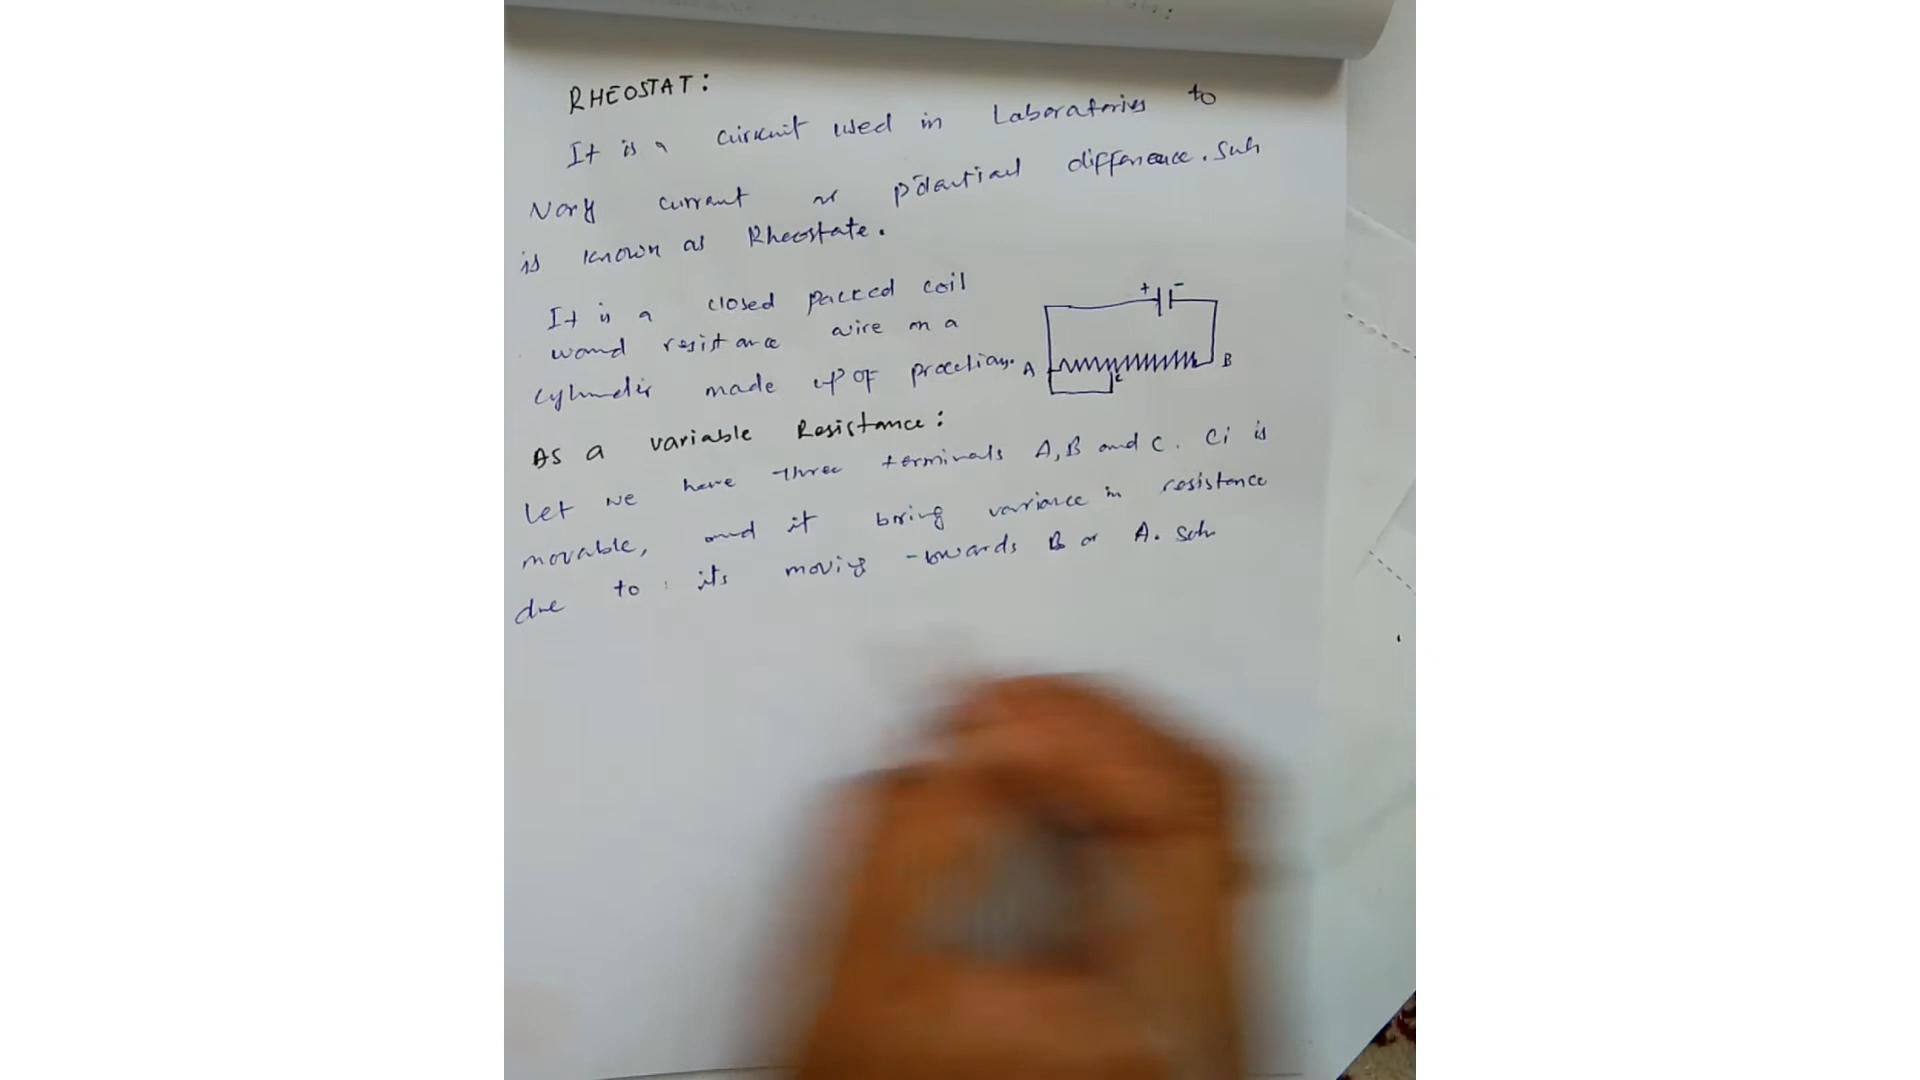 RHEOSTAT:
It is a circuit used in Laboratories to
vary current or potential difference. Such
is known as Rheostate.
It is a closed packed coil
wound resistance wire on a
cylinder made up of
+ -
A B
C
As a variable Resistance:
Let we have three terminals A, B and C. Ci is
movable, and it bring variance in resistence
due to its moving towards B or A.